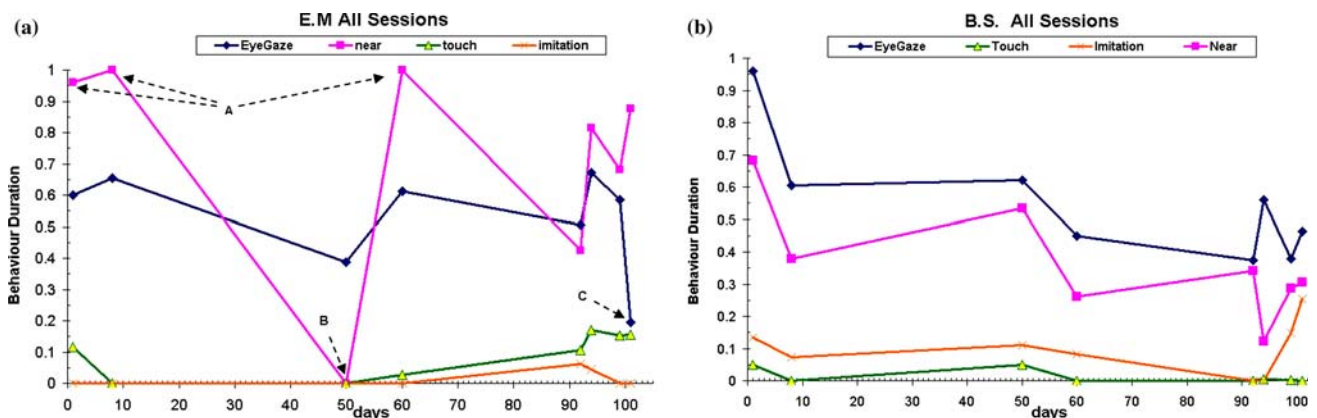 (a)
E.M All Sessions
EyeGaze near touch imitation
Behaviour Duration
1
0.9
0.8
0.7
0.6
0.5
0.4
0.3
0.2
0.1
0
A
B
C
0 10 20 30 40 50 60 70 80 90 100
days
(b)
B.S. All Sessions
EyeGaze Touch Imitation Near
Behaviour Duration
1
0.9
0.8
0.7
0.6
0.5
0.4
0.3
0.2
0.1
0
0 10 20 30 40 50 60 70 80 90 100
days